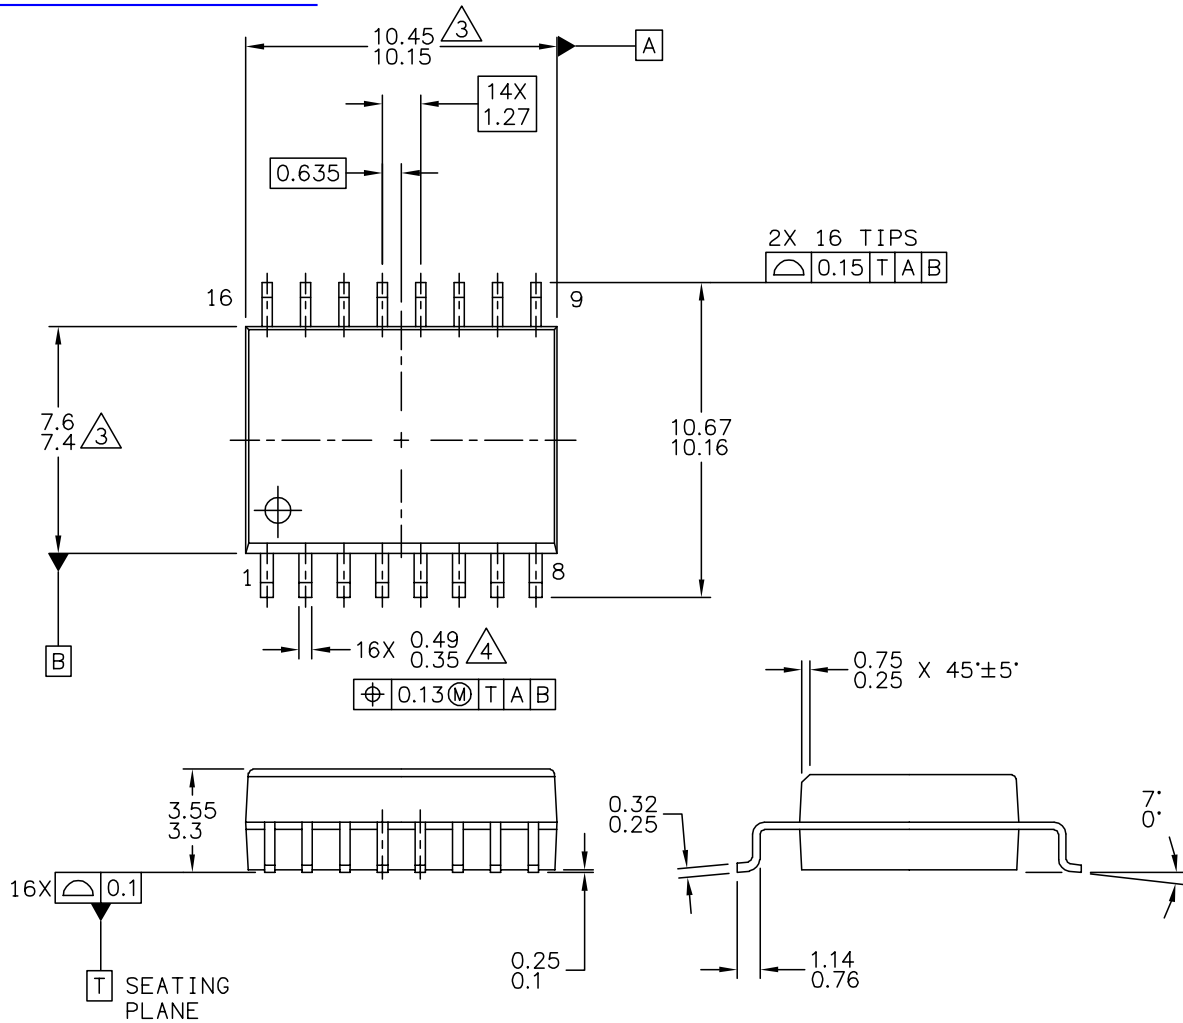 10.45
10.15
3
A
14X
1.27
0.635
2X 16 TIPS
0.15 T A B
16
9
7.6
7.4
3
10.67
10.16
1
8
B
16X 0.49
0.35
4
0.13 M T A B
0.75
0.25 X 45°±5°
3.55
3.3
0.32
0.25
7°
0°
16X 0.1
0.25
0.1
1.14
0.76
T SEATING
PLANE